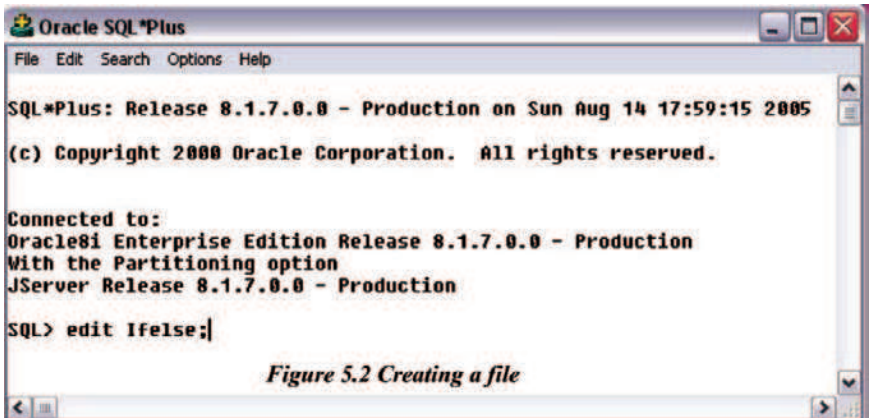 Oracle SQL*Plus
File Edit Search Options Help
SQL*Plus: Release 8.1.7.0.0 - Production on Sun Aug 14 17:59:15 2005
(c) Copyright 2000 Oracle Corporation. All rights reserved.
Connected to:
Oracle8i Enterprise Edition Release 8.1.7.0.0 - Production
With the Partitioning option
JServer Release 8.1.7.0.0 - Production
SQL> edit Ifelse;
Figure 5.2 Creating a file